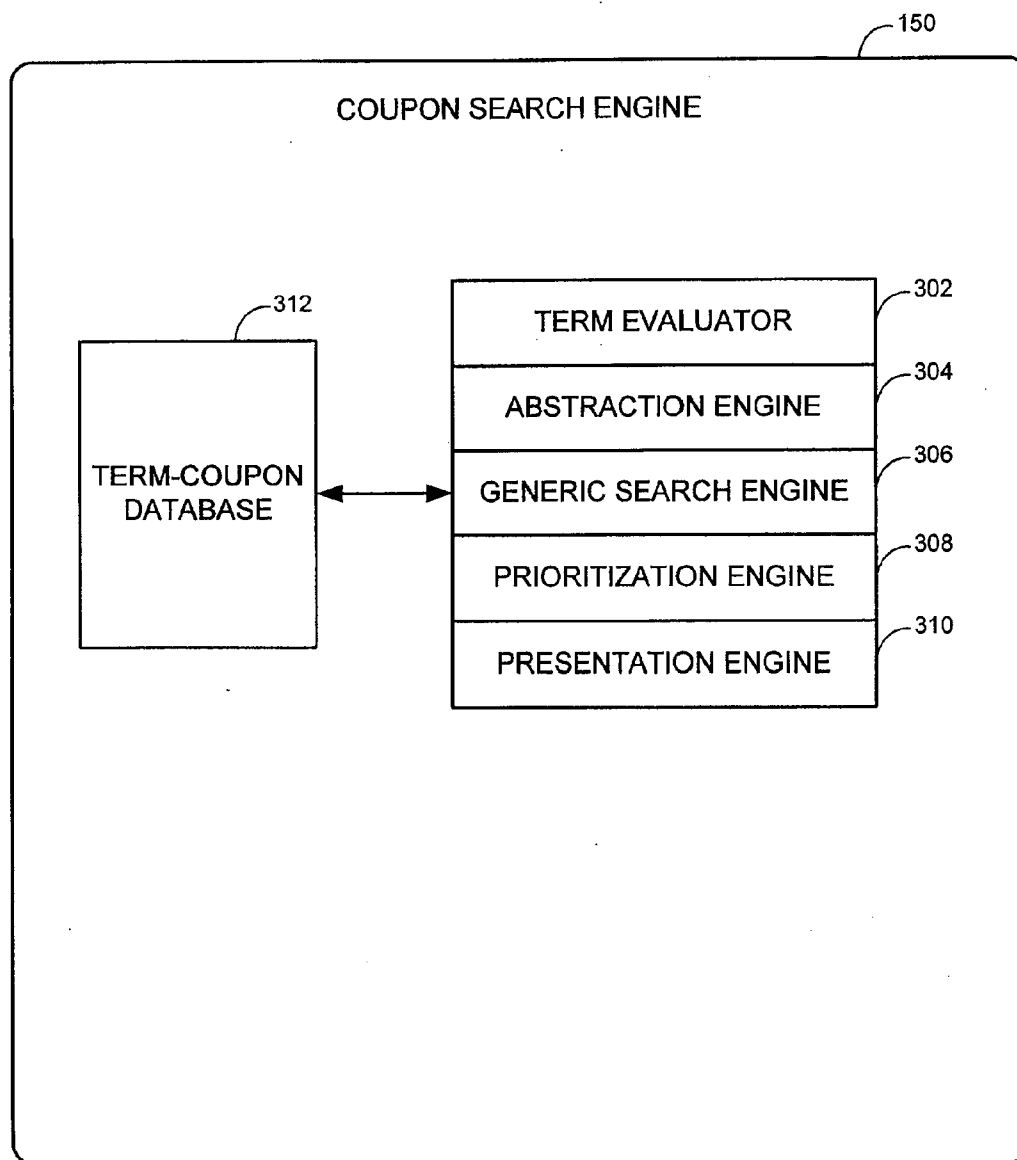 150
COUPON SEARCH ENGINE
312
TERM-COUPON
DATABASE
302
TERM EVALUATOR
304
ABSTRACTION ENGINE
306
GENERIC SEARCH ENGINE
308
PRIORITIZATION ENGINE
310
PRESENTATION ENGINE